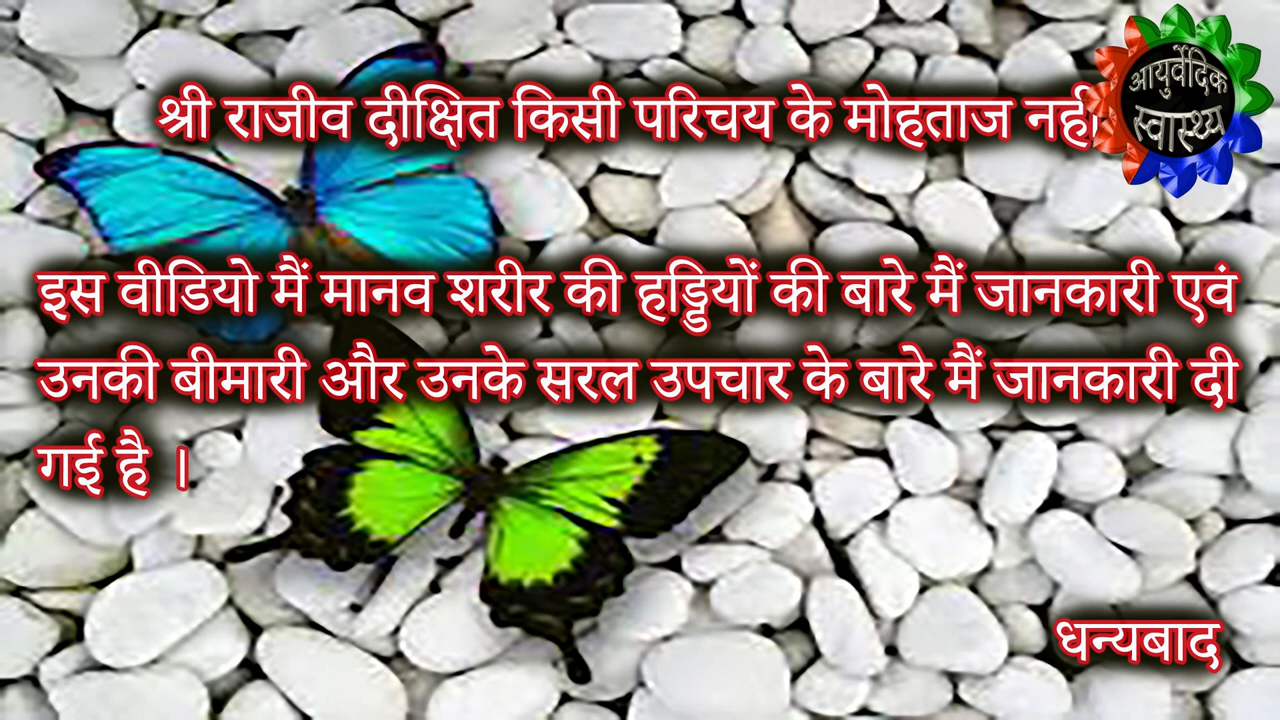 श्री राजीव दीक्षित किसी परिचय के मोहताज नहीं
आयुर्वेदिक
स्वास्थ्य
इस वीडियो मैं मानव शरीर की हड्डियों की बारे मैं जानकारी एवं
उनकी बीमारी और उनके सरल उपचार के बारे मैं जानकारी दी
गई है ।
धन्यबाद